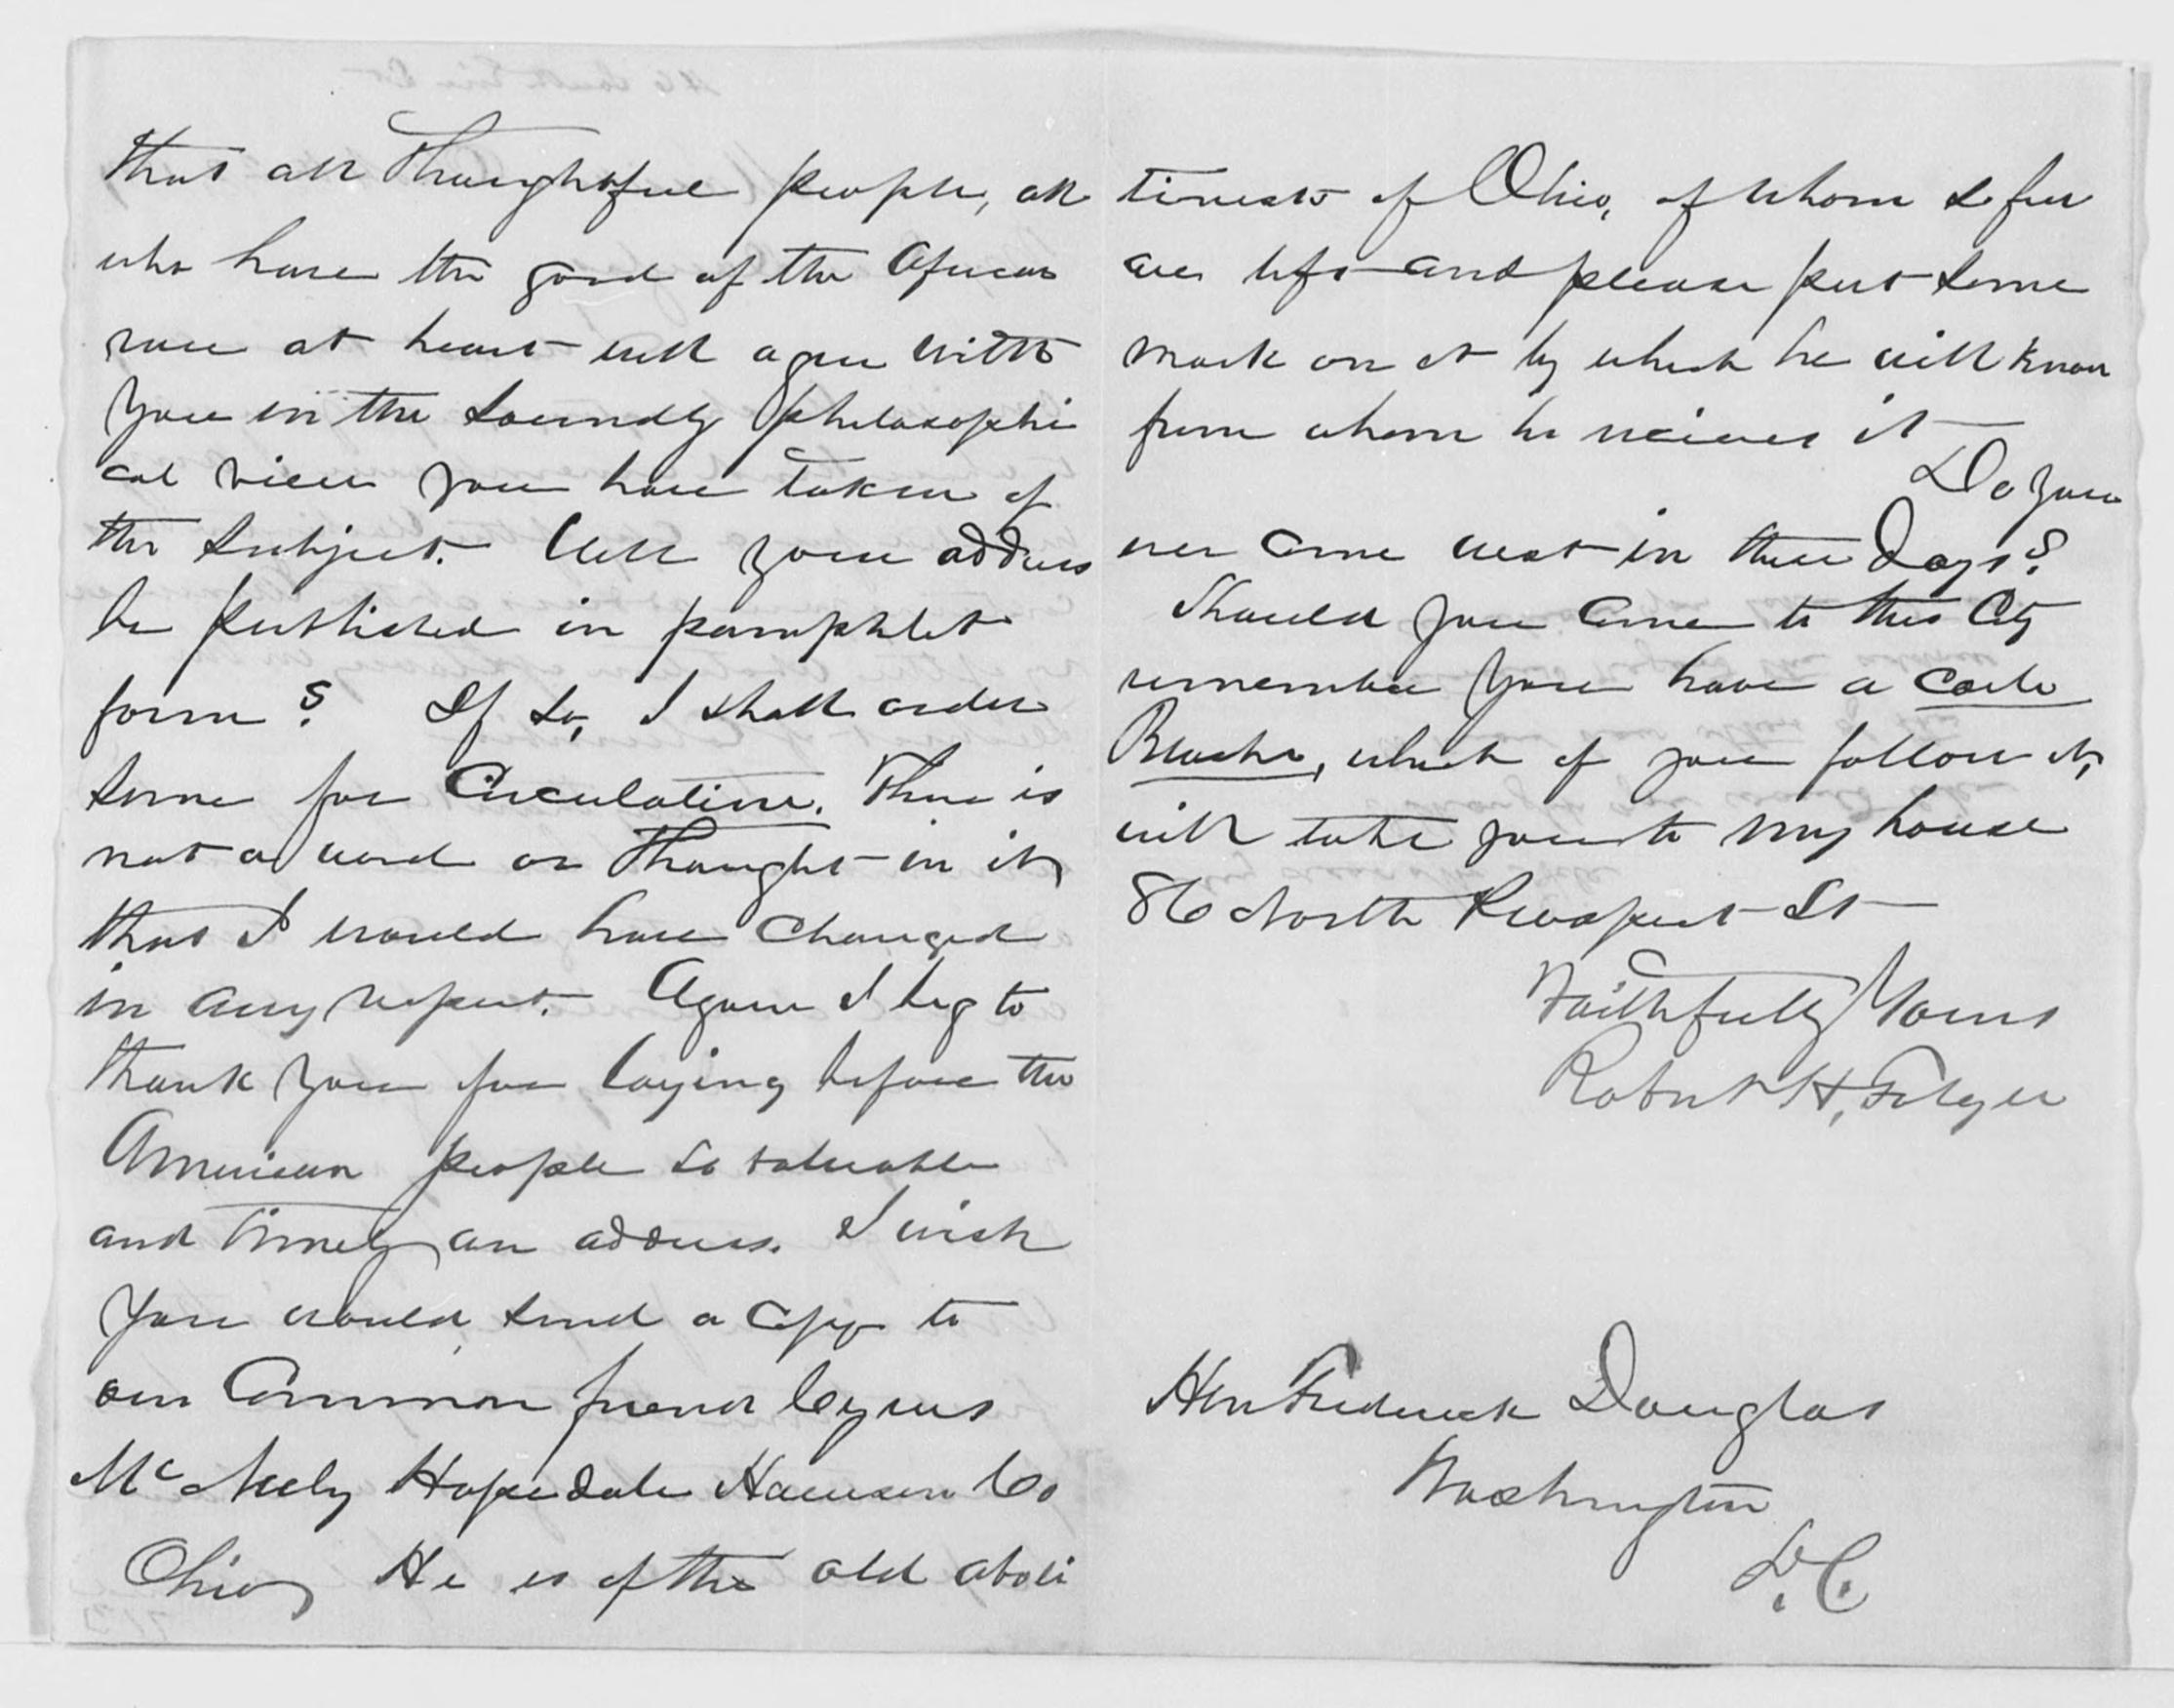 that all Thoughtful people, all
who have the good of the African
race at heart will agree with
you in the soundly philosophi
cal view you have taken of
the subject. Will your address
be published in pamphlet
form? If so, I shall order
some for Circulation. There is
not a word or Thought in it,
that I would have changed
in any respect. Again I beg to
thank you for laying before the
American people so valuable
and timely an address. I wish
you would send a copy to
our Common friend Cyrus
McNeely Hopedale Harrison Co
Ohio, He is of the old aboli
tinests of Ohio, of whom so few
are left and please put some
mark on it by which he will know
from whom he receives it—
Do you
ever come west in these days?
Should you Come to this City
remember you have a Carte
Blanche, which if you follow it,
will take you to my house
86 North Prospect St—
Faithfully Yours
Robert H, Folger
Hon Frederick Douglas
Washington
D.C.